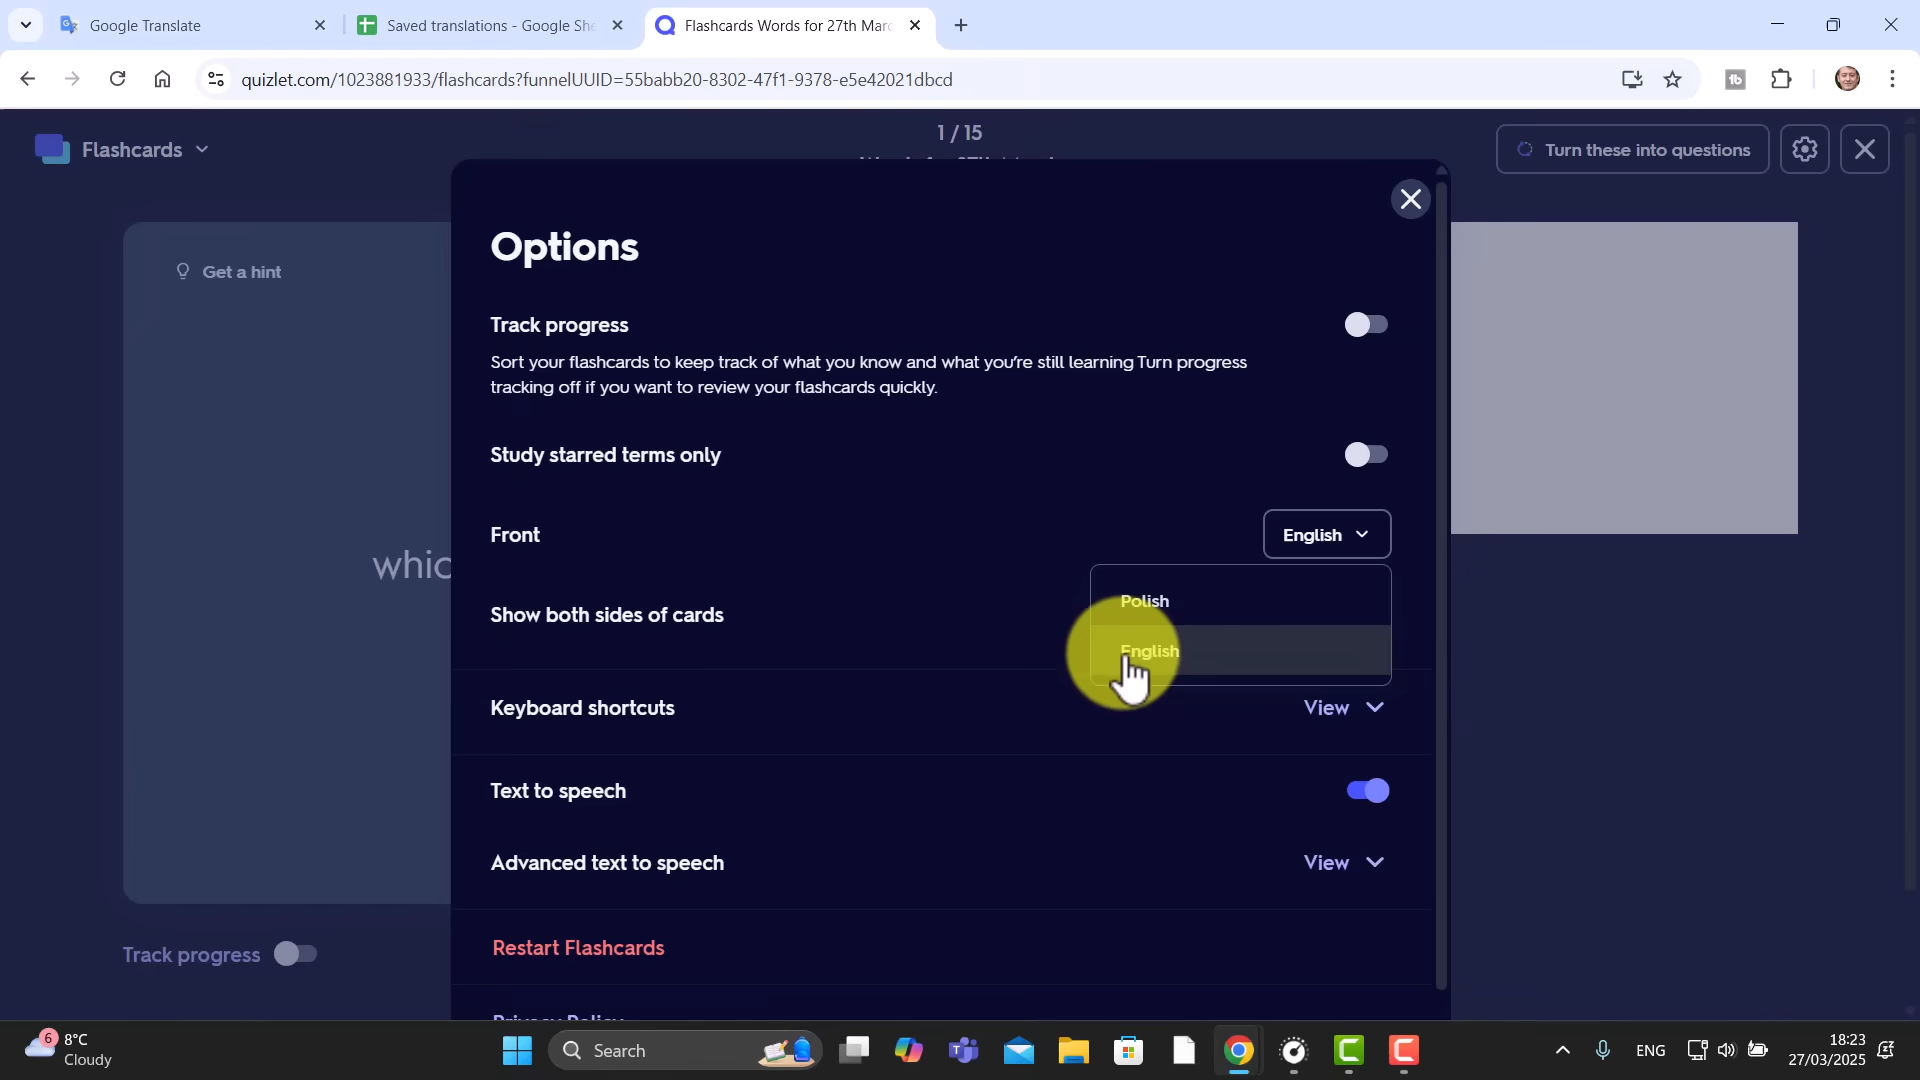 Google Translate
Saved translations - Google She
Flashcards Words for 27th Marc
quizlet.com/1023881933/flashcards?funnelUUID=55babb20-8302-47f1-9378-e5e42021dbcd
Flashcards
1 / 15
Turn these into questions
Get a hint
whic
Options
Track progress
Sort your flashcards to keep track of what you know and what you're still learning Turn progress
tracking off if you want to review your flashcards quickly.
Study starred terms only
Front
English
Polish
English
Show both sides of cards
Keyboard shortcuts
View
Text to speech
Advanced text to speech
View
Restart Flashcards
Privacy Policy
Track progress
6
8°C
Cloudy
Search
ENG
18:23
27/03/2025